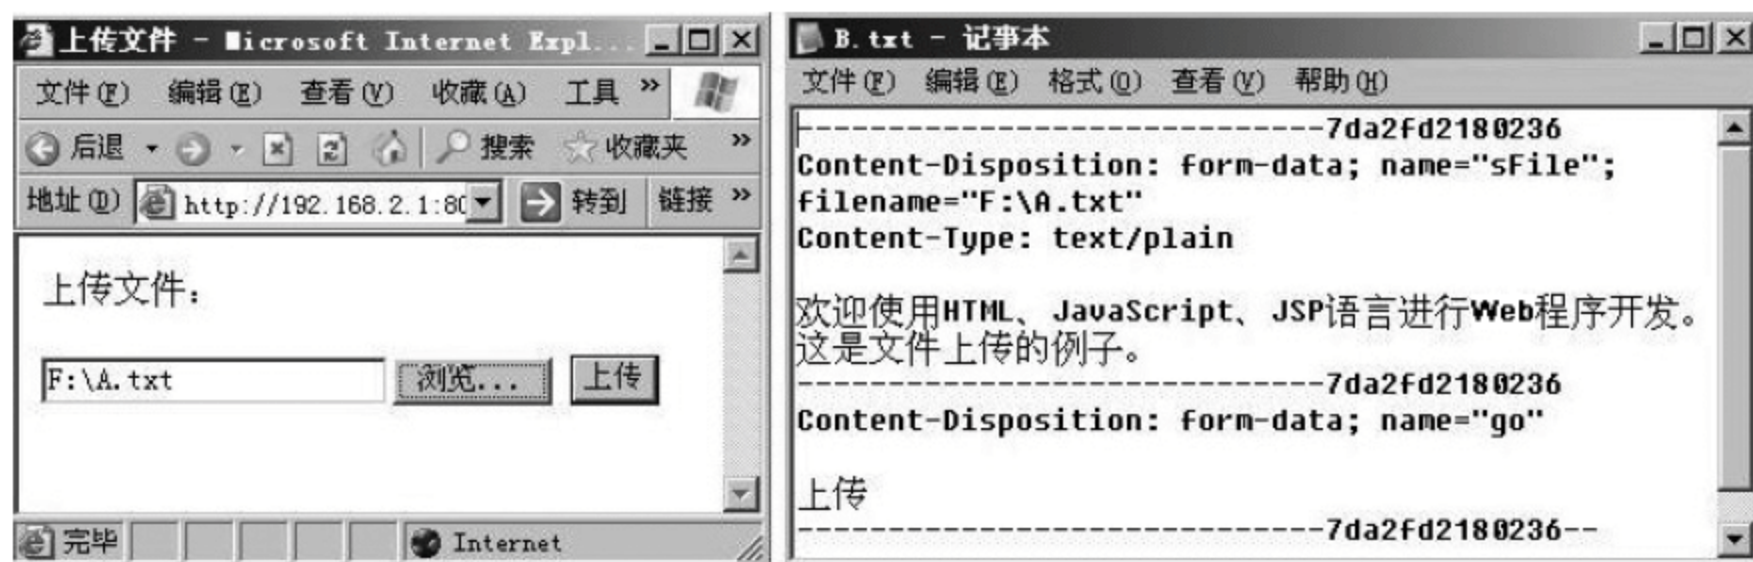 上传文件 - Microsoft Internet Expl...
文件(F) 编辑(E) 查看(V) 收藏(A) 工具 »
后退 搜索 收藏夹 »
地址(D) http://192.168.2.1:80 转到 链接 »
上传文件：
F:\A.txt 浏览... 上传
完毕 Internet
B.txt - 记事本
文件(F) 编辑(E) 格式(O) 查看(V) 帮助(H)
-----------------------------7da2fd2180236
Content-Disposition: form-data; name="sFile";
filename="F:\A.txt"
Content-Type: text/plain
欢迎使用HTML、JavaScript、JSP语言进行Web程序开发。
这是文件上传的例子。
-----------------------------7da2fd2180236
Content-Disposition: form-data; name="go"
上传
-----------------------------7da2fd2180236--